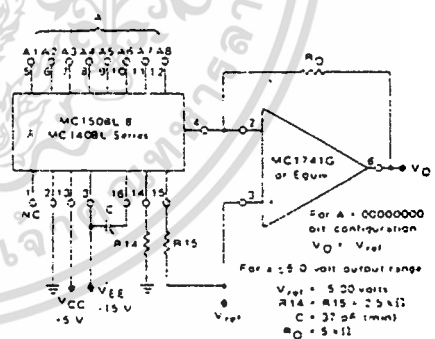 A
A1 A2 A3 A4 A5 A6 A7 A8
5 6 7 8 9 10 11 12
MC1508L 8
MC1408L Series
4
2
RO
MC1741G
or Equiv
6
VO
3
NC
2 13 3 16 14 15
C
R14
R15
VCC
+5 V
VEE
-15 V
Vref
For A = 00000000
bit configuration
VO = Vref
For a ±5.0 volt output range
Vref = 5.00 volts
R14 = R15 = 2.5 kΩ
C = 37 pF (min)
RO = 5 kΩ